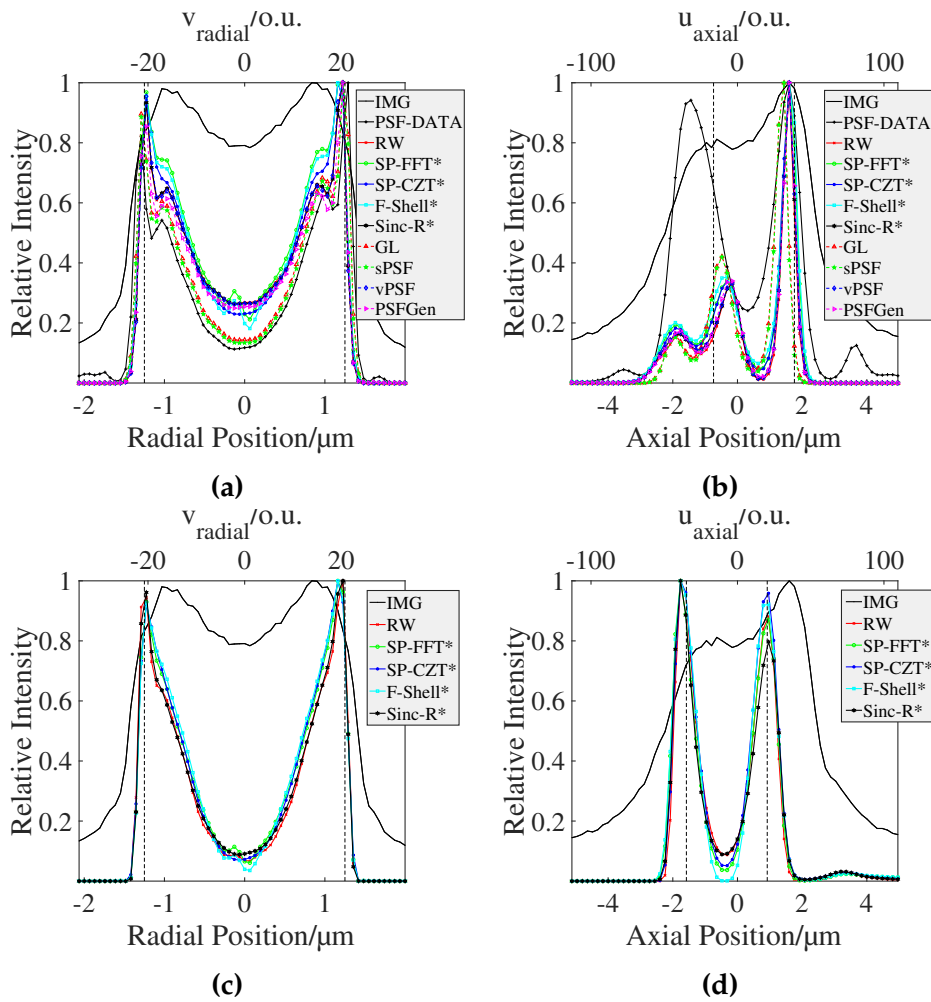 v_radial/o.u.
-20 0 20
1
0.8
0.6
0.4
0.2
Relative Intensity
IMG
PSF-DATA
RW
SP-FFT*
SP-CZT*
F-Shell*
Sinc-R*
GL
sPSF
vPSF
PSFGen
-2 -1 0 1
Radial Position/μm
(a)
u_axial/o.u.
-100 0 100
1
0.8
0.6
0.4
0.2
Relative Intensity
IMG
PSF-DATA
RW
SP-FFT*
SP-CZT*
F-Shell*
Sinc-R*
GL
sPSF
vPSF
PSFGen
-4 -2 0 2 4
Axial Position/μm
(b)
v_radial/o.u.
-20 0 20
1
0.8
0.6
0.4
0.2
Relative Intensity
IMG
RW
SP-FFT*
SP-CZT*
F-Shell*
Sinc-R*
-2 -1 0 1
Radial Position/μm
(c)
u_axial/o.u.
-100 0 100
1
0.8
0.6
0.4
0.2
Relative Intensity
IMG
RW
SP-FFT*
SP-CZT*
F-Shell*
Sinc-R*
-4 -2 0 2 4
Axial Position/μm
(d)